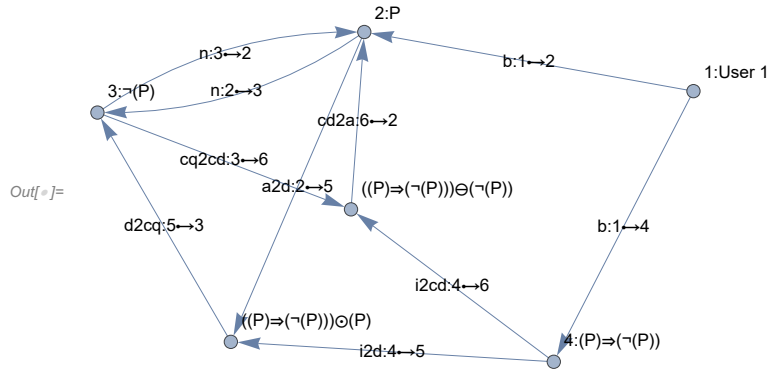 2:P
n:3↔2
b:1↔2
1:User 1
3:¬(P)
n:2↔3
cd2a:6↔2
cq2cd:3↔6
Out[ ]=
a2d:2↔5
((P)⇒(¬(P)))⊖(¬(P))
d2cq:5↔3
b:1↔4
i2cd:4↔6
((P)⇒(¬(P)))⊙(P)
i2d:4↔5
4:(P)⇒(¬(P))